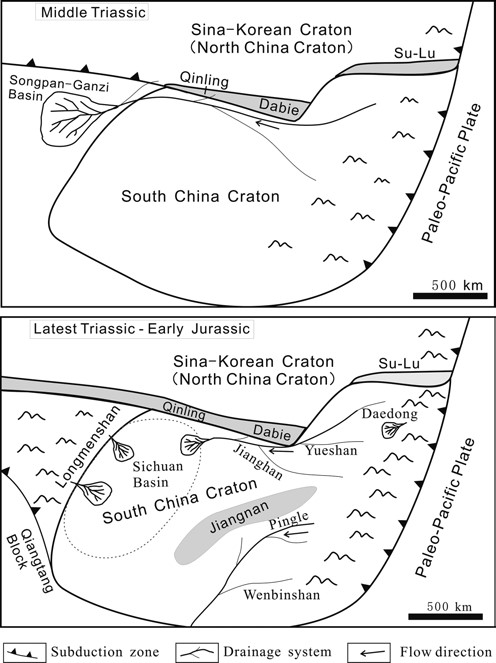 Middle Triassic
Sina-Korean Craton
(North China Craton)
Su-Lu
Songpan-Ganzi
Basin
Qinling
Dabie
South China Craton
Paleo-Pacific Plate
500 km
Latest Triassic - Early Jurassic
Sina-Korean Craton
(North China Craton)
Su-Lu
Qinling
Dabie
Daedong
Longmenshan
Jianghan
Yueshan
Sichuan
Basin
South China Craton
Jiangnan
Pingle
Qiangtang
Block
Wenbinshan
Paleo-Pacific Plate
500 km
Subduction zone
Drainage system
Flow direction